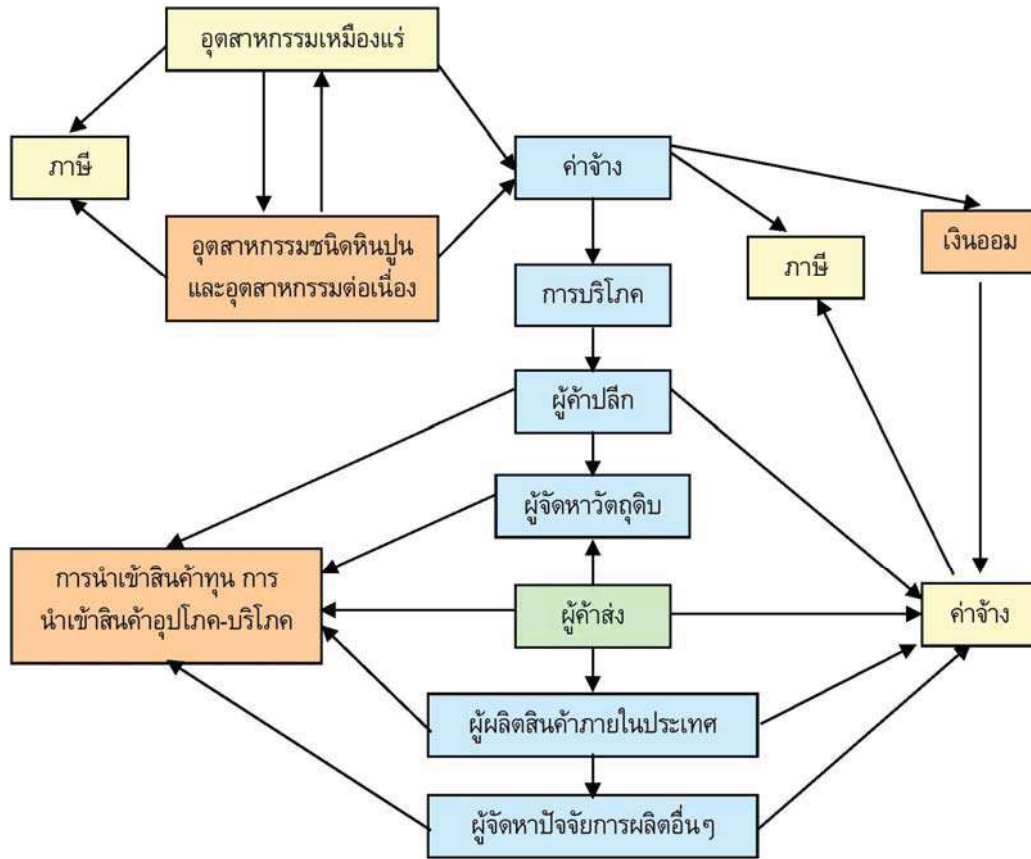 อุตสาหกรรมเหมืองแร่
ภาษี
ค่าจ้าง
อุตสาหกรรมชนิดหินปูน
และอุตสาหกรรมต่อเนื่อง
เงินออม
ภาษี
การบริโภค
ผู้ค้าปลีก
ผู้จัดหาวัตถุดิบ
การนำเข้าสินค้าทุน การ
นำเข้าสินค้าอุปโภค-บริโภค
ผู้ค้าส่ง
ค่าจ้าง
ผู้ผลิตสินค้าภายในประเทศ
ผู้จัดหาปัจจัยการผลิตอื่นๆ